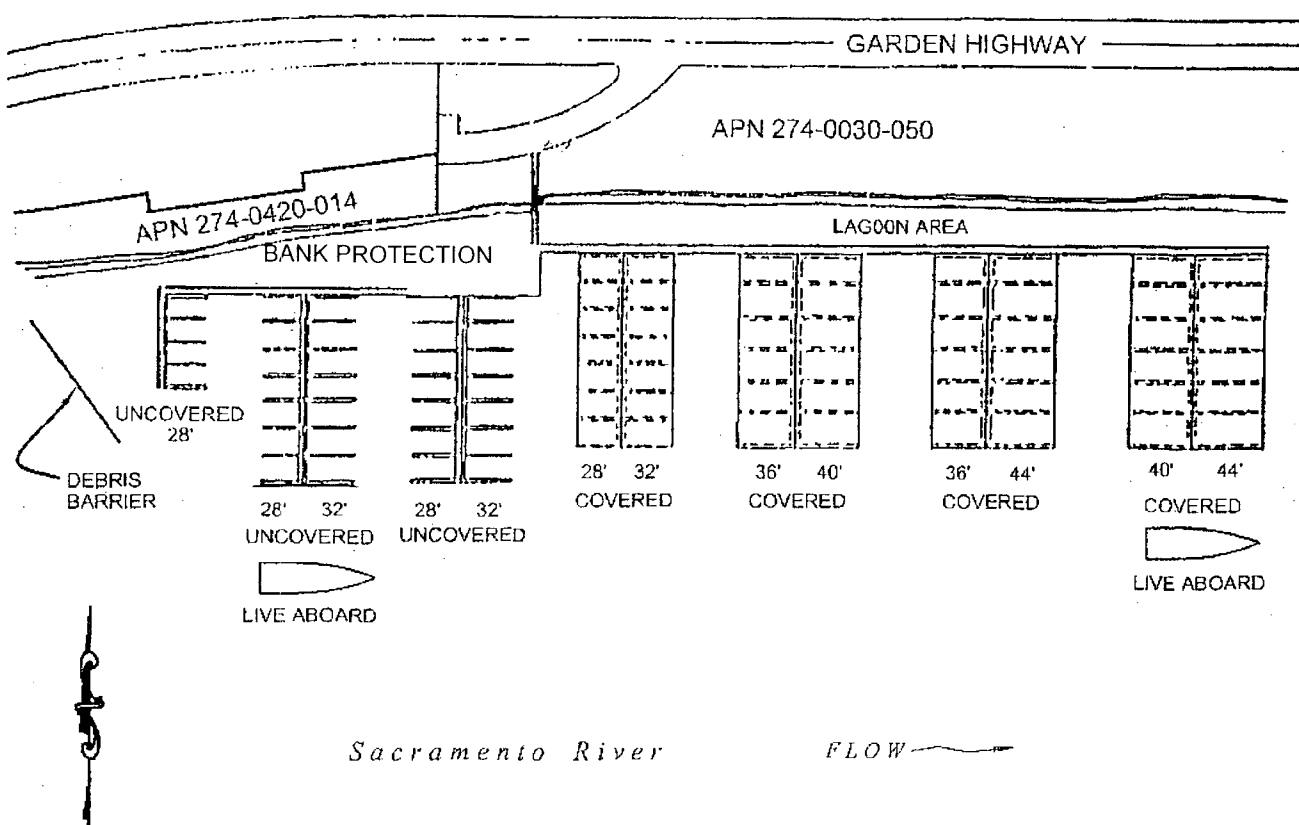 GARDEN HIGHWAY
APN 274-0030-050
APN 274-0420-014
LAGOON AREA
BANK PROTECTION
UNCOVERED
28'
DEBRIS
BARRIER
28' 32'
UNCOVERED
28' 32'
UNCOVERED
28' 32'
COVERED
36' 40'
COVERED
36' 44'
COVERED
40' 44'
COVERED
LIVE ABOARD
LIVE ABOARD
Sacramento River
FLOW